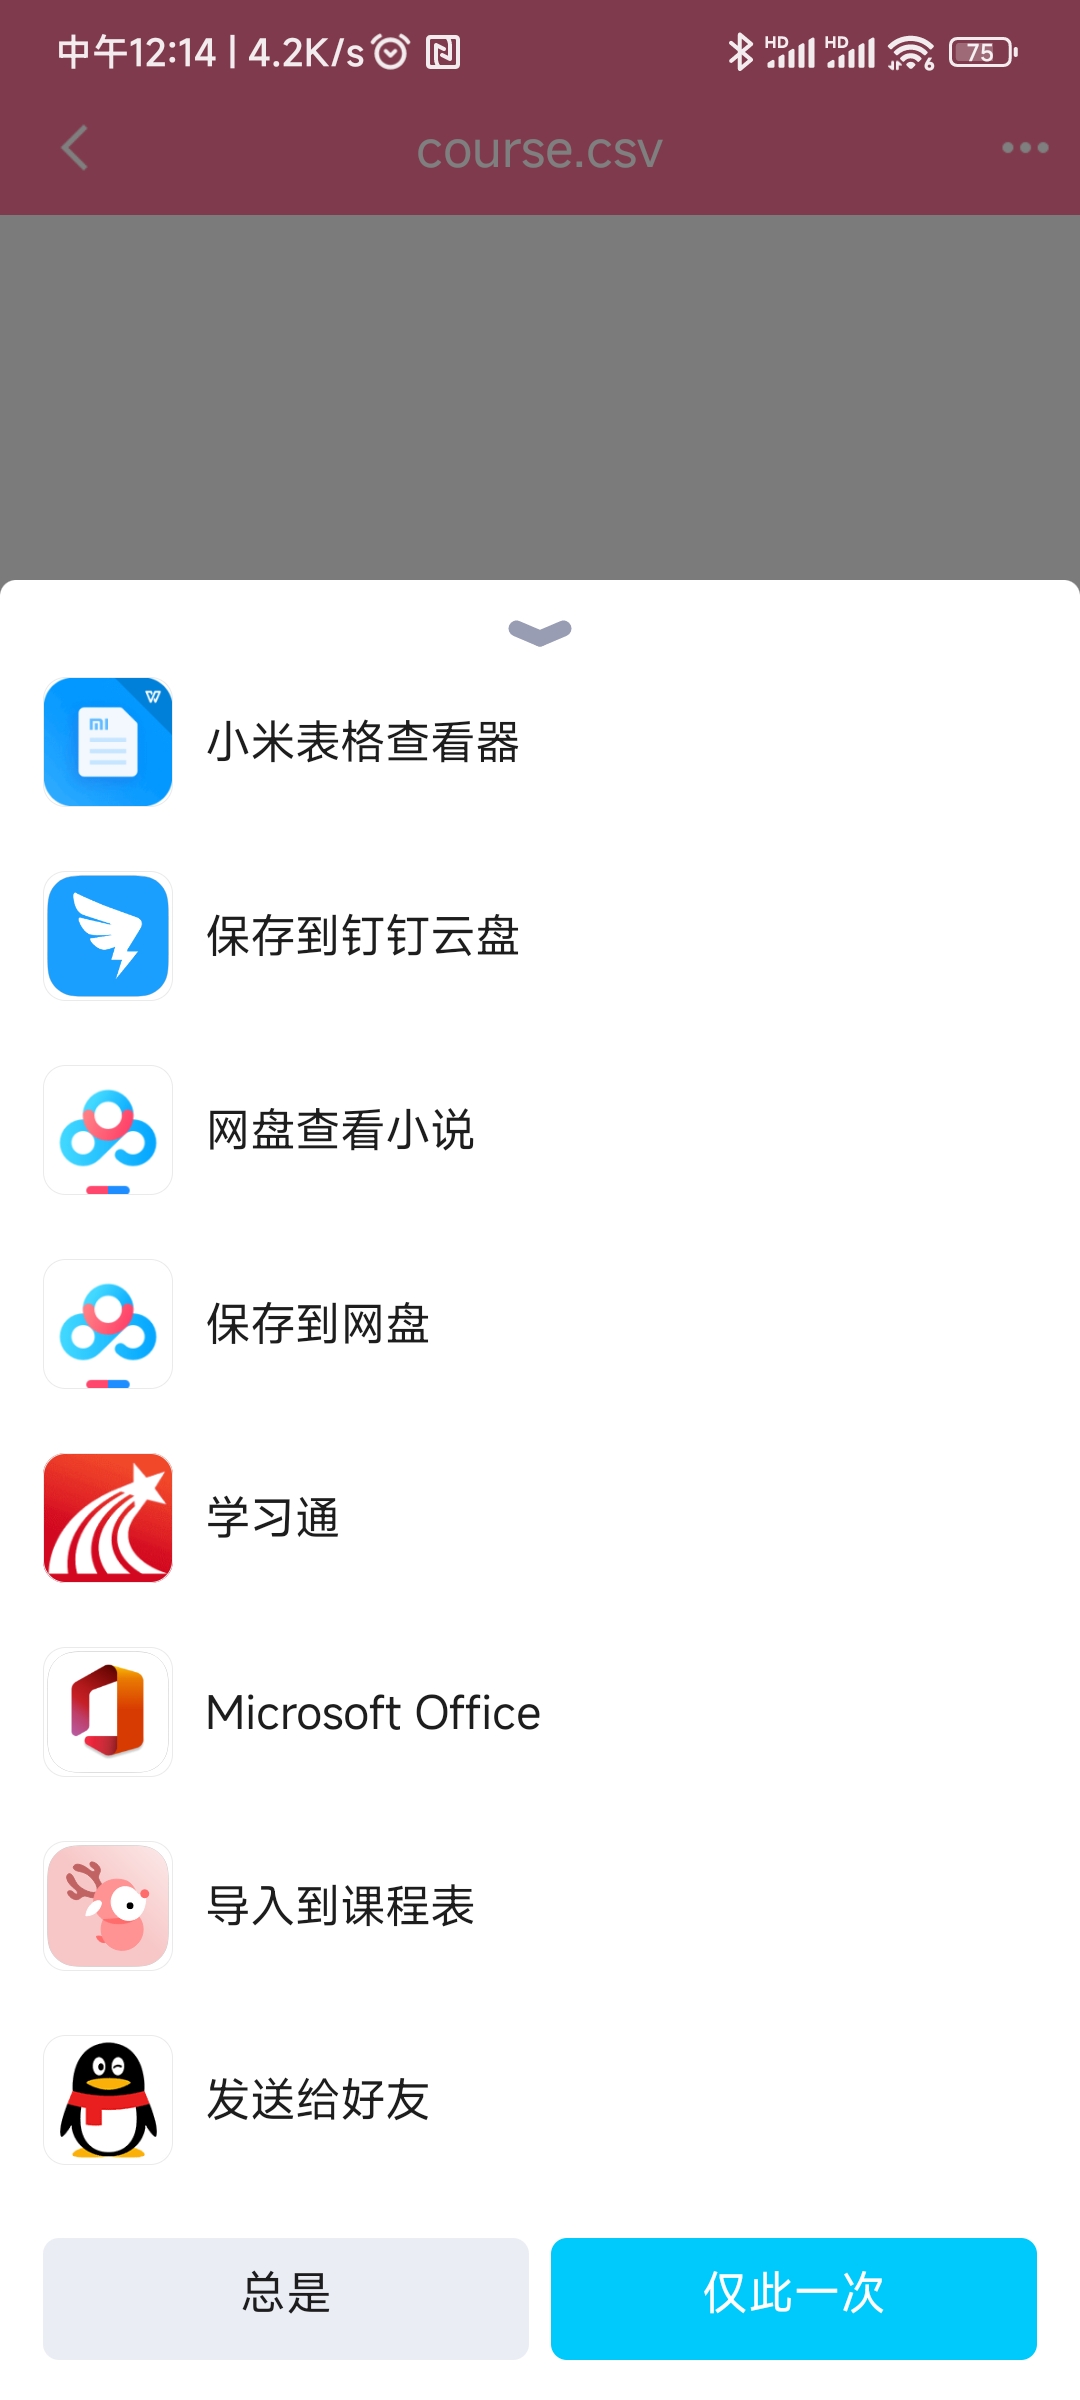 中午12:14 | 4.2K/s
HD HD 6 75
course.csv
小米表格查看器
保存到钉钉云盘
网盘查看小说
保存到网盘
学习通
Microsoft Office
导入到课程表
发送给好友
总是 仅此一次